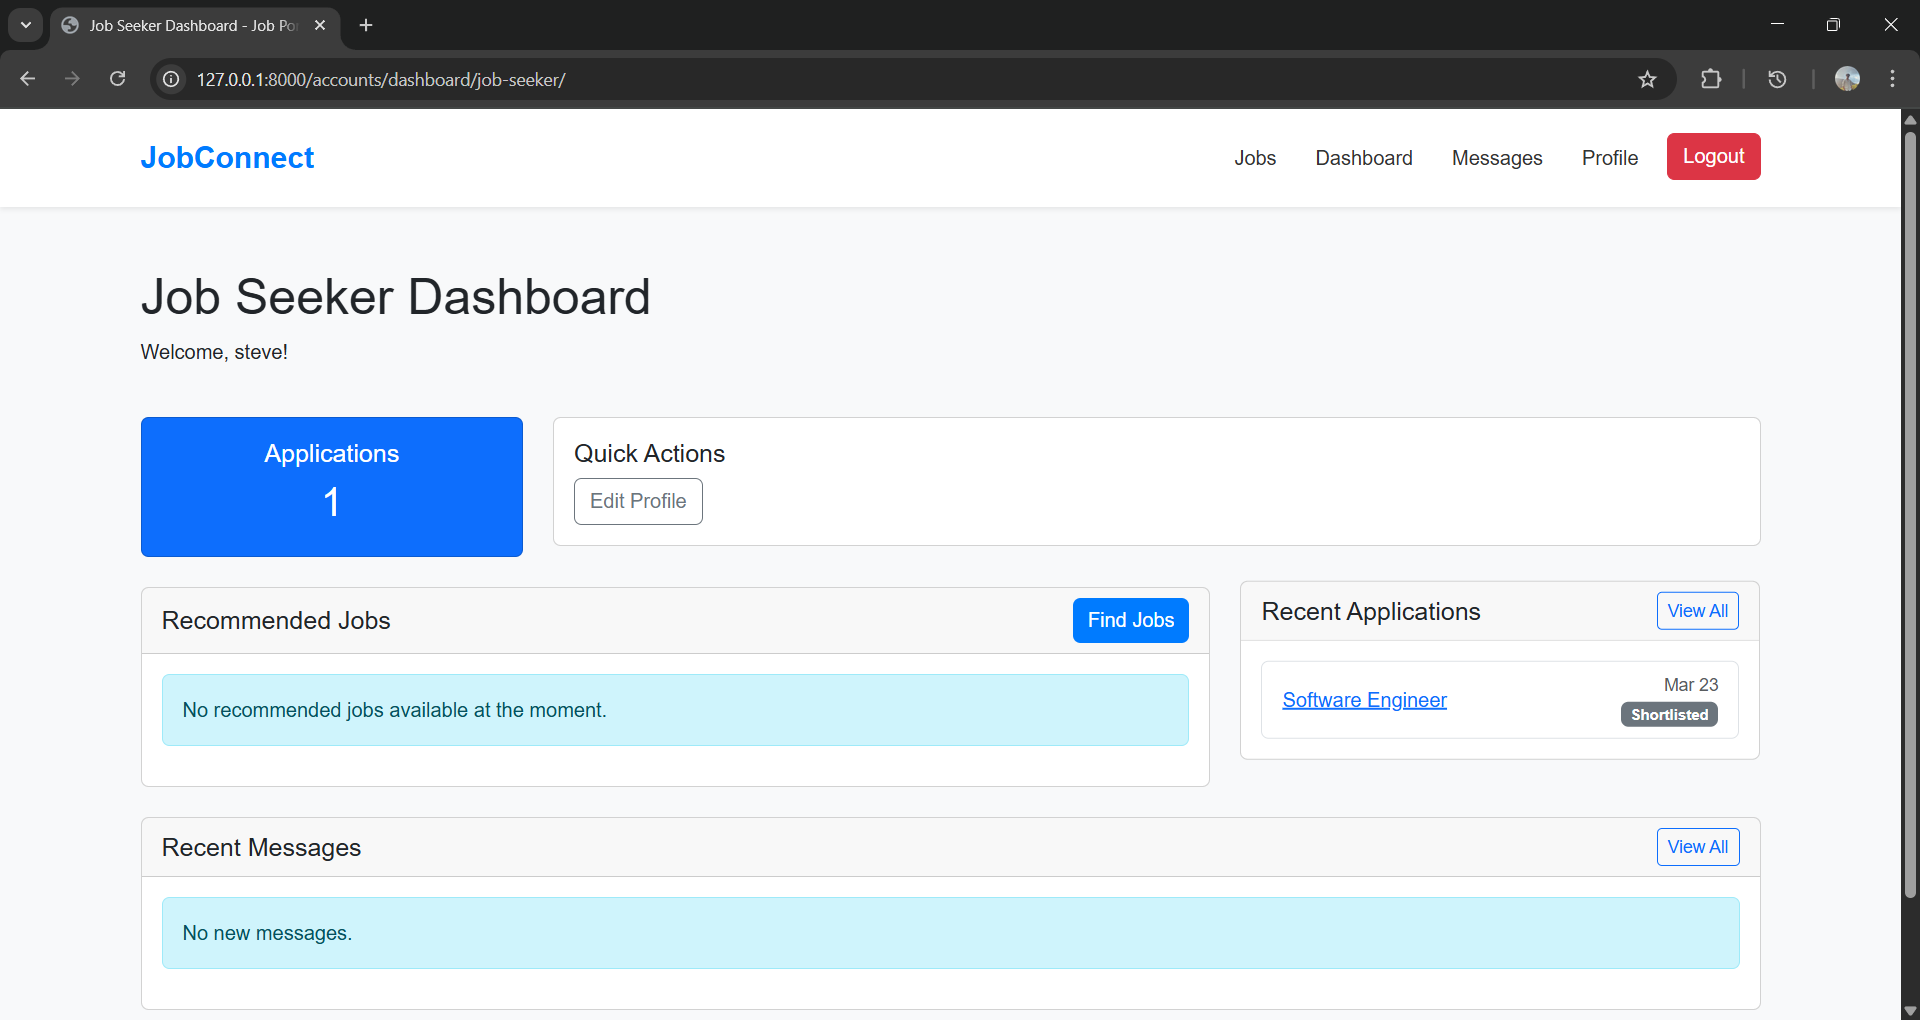 Job Seeker Dashboard - Job Po
127.0.0.1:8000/accounts/dashboard/job-seeker/
JobConnect
Jobs
Dashboard
Messages
Profile
Logout
Job Seeker Dashboard
Welcome, steve!
Applications
1
Quick Actions
Edit Profile
Recommended Jobs
Find Jobs
No recommended jobs available at the moment.
Recent Applications
View All
Software Engineer
Mar 23
Shortlisted
Recent Messages
View All
No new messages.